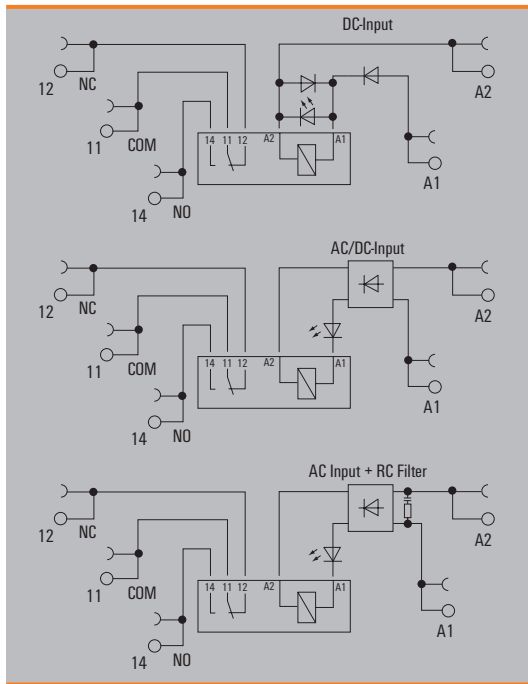 DC-Input
12 NC
A2
11 COM
14 11 12 A2 A1
A1
14 NO
AC/DC-Input
12 NC
A2
11 COM
14 11 12 A2 A1
A1
14 NO
AC Input + RC Filter
12 NC
A2
11 COM
14 11 12 A2 A1
A1
14 NO